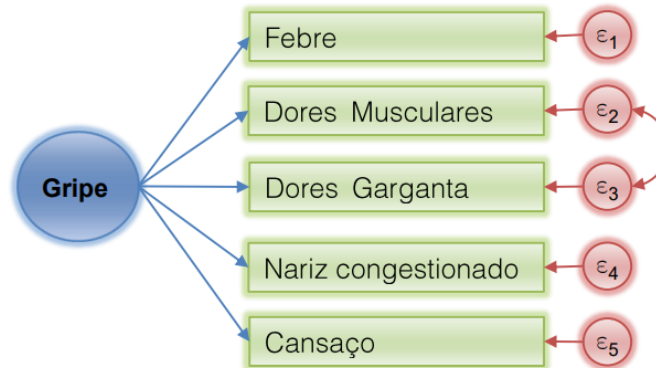 Febre
ε1
Dores Musculares
ε2
Gripe
Dores Garganta
ε3
Nariz congestionado
ε4
Cansaço
ε5